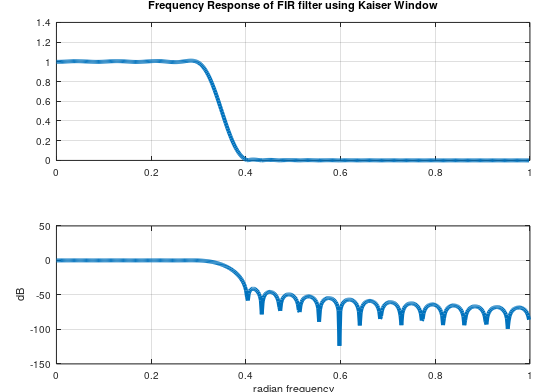 Frequency Response of FIR filter using Kaiser Window
1.4
1.2
1
0.8
0.6
0.4
0.2
0
0 0.2 0.4 0.6 0.8 1
50
0
-50
-100
-150
dB
0 0.2 0.4 0.6 0.8 1
radian frequency